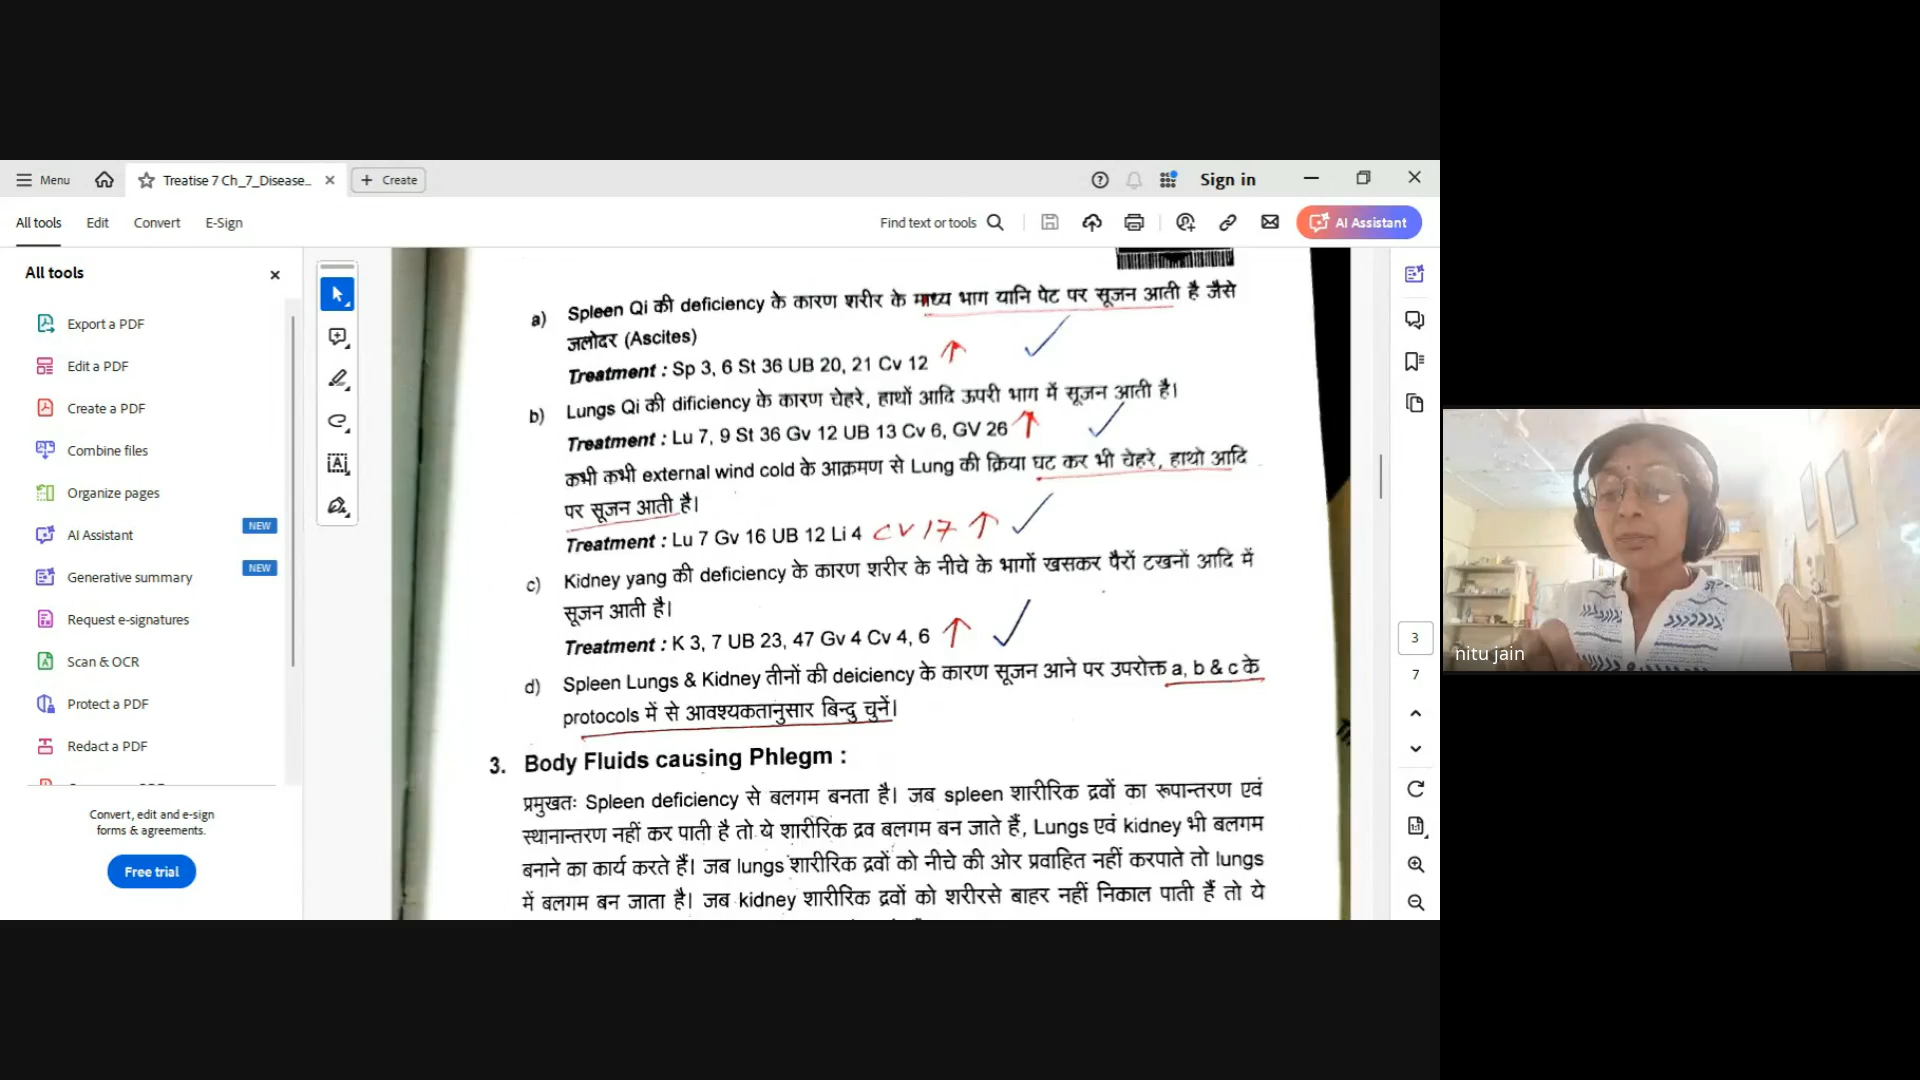 Menu
Treatise 7 Ch_7_Disease...
Create
Sign in
All tools
Edit
Convert
E-Sign
Find text or tools
AI Assistant
All tools
Export a PDF
Edit a PDF
Create a PDF
Combine files
Organize pages
AI Assistant
NEW
Generative summary
NEW
Request e-signatures
Scan & OCR
Protect a PDF
Redact a PDF
Convert, edit and e-sign
forms & agreements.
Free trial
a) Spleen Qi की deficiency के कारण शरीर के माध्य भाग यानि पेट पर सूजन आती है जैसे
जलोदर (Ascites)
Treatment : Sp 3, 6 St 36 UB 20, 21 Cv 12 ↑
b) Lungs Qi की dificiency के कारण चेहरे, हाथों आदि ऊपरी भाग में सूजन आती है।
Treatment : Lu 7, 9 St 36 Gv 12 UB 13 Cv 6, GV 26 ↑
कभी कभी external wind cold के आक्रमण से Lung की क्रिया घट कर भी चेहरे, हाथो आदि
पर सूजन आती है।
Treatment : Lu 7 Gv 16 UB 12 Li 4 CV 17 ↑
c) Kidney yang की deficiency के कारण शरीर के नीचे के भागों खसकर पैरों टखनों आदि में
सूजन आती है।
Treatment : K 3, 7 UB 23, 47 Gv 4 Cv 4, 6 ↑
d) Spleen Lungs & Kidney तीनों की deiciency के कारण सूजन आने पर उपरोक्त a, b & c के
protocols में से आवश्यकतानुसार बिन्दु चुनें।
3. Body Fluids causing Phlegm :
प्रमुखतः Spleen deficiency से बलगम बनता है। जब spleen शारीरिक द्रवों का रूपान्तरण एवं
स्थानान्तरण नहीं कर पाती है तो ये शारीरिक द्रव बलगम बन जाते हैं, Lungs एवं kidney भी बलगम
बनाने का कार्य करते हैं। जब lungs शारीरिक द्रवों को नीचे की ओर प्रवाहित नहीं करपाते तो lungs
में बलगम बन जाता है। जब kidney शारीरिक द्रवों को शरीरसे बाहर नहीं निकाल पाती हैं तो ये
3
7
nitu jain